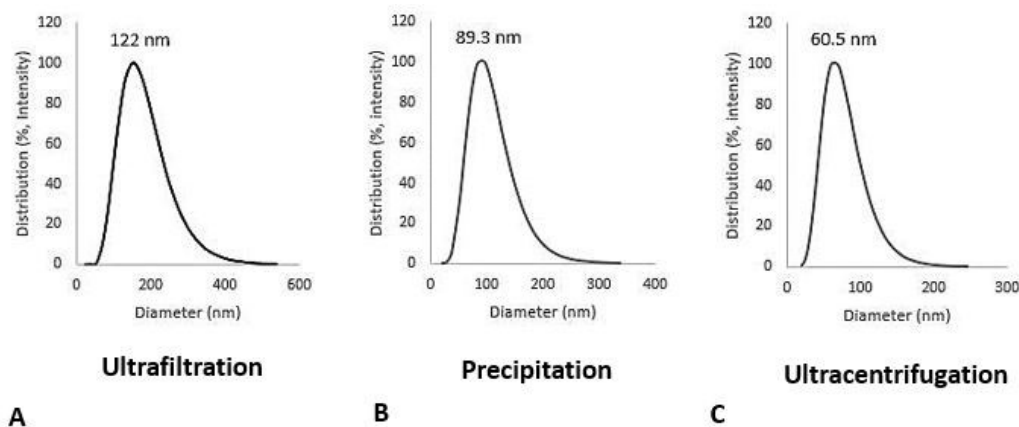 120
100
80
60
40
20
0
Distribution (%, Intensity)
122 nm
0 200 400 600
Diameter (nm)
Ultrafiltration
A
120
100
80
60
40
20
0
Distribution (%, intensity)
89.3 nm
0 100 200 300 400
Diameter (nm)
Precipitation
B
120
100
80
60
40
20
0
Distribution (%, intensity)
60.5 nm
0 100 200 300
Diameter (nm)
Ultracentrifugation
C